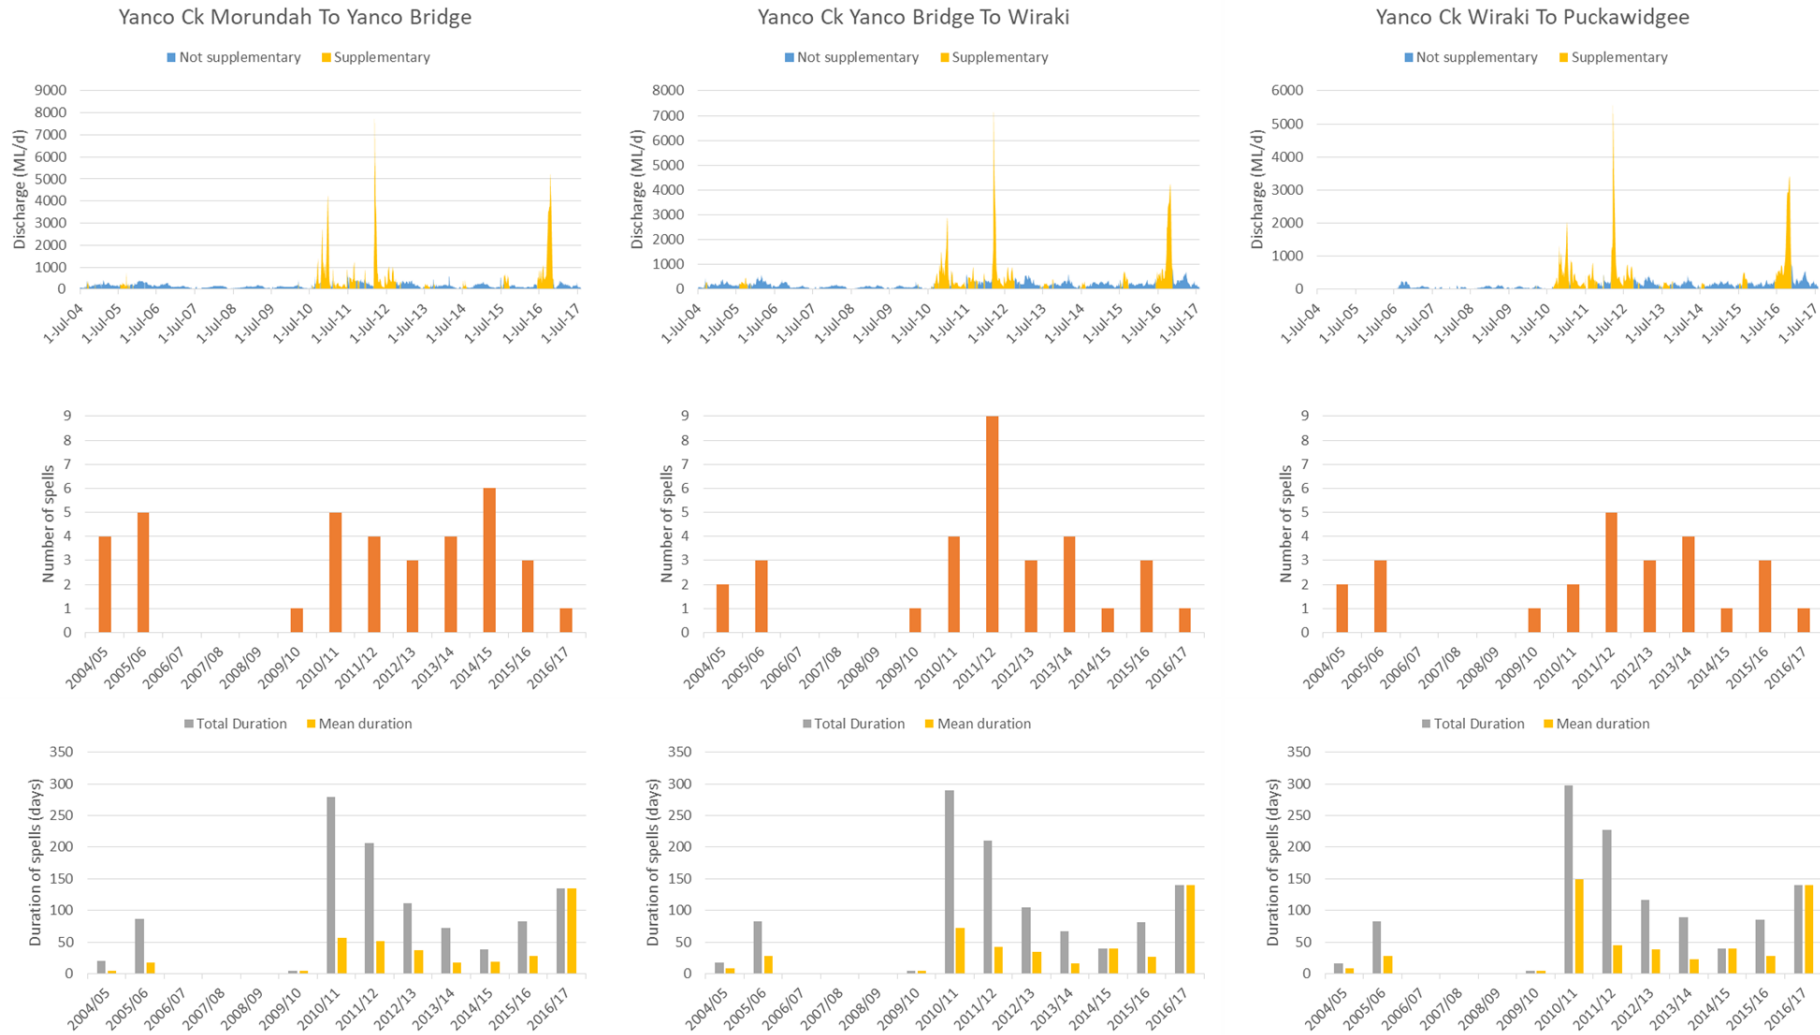 Yanco Ck Morundah To Yanco Bridge
Not supplementary Supplementary
Discharge (ML/d)
9000
8000
7000
6000
5000
4000
3000
2000
1000
0
1-Jul-04 1-Jul-05 1-Jul-06 1-Jul-07 1-Jul-08 1-Jul-09 1-Jul-10 1-Jul-11 1-Jul-12 1-Jul-13 1-Jul-14 1-Jul-15 1-Jul-16 1-Jul-17
Yanco Ck Yanco Bridge To Wiraki
Not supplementary Supplementary
Discharge (ML/d)
8000
7000
6000
5000
4000
3000
2000
1000
0
1-Jul-04 1-Jul-05 1-Jul-06 1-Jul-07 1-Jul-08 1-Jul-09 1-Jul-10 1-Jul-11 1-Jul-12 1-Jul-13 1-Jul-14 1-Jul-15 1-Jul-16 1-Jul-17
Yanco Ck Wiraki To Puckawidgee
Not supplementary Supplementary
Discharge (ML/d)
6000
5000
4000
3000
2000
1000
0
1-Jul-04 1-Jul-05 1-Jul-06 1-Jul-07 1-Jul-08 1-Jul-09 1-Jul-10 1-Jul-11 1-Jul-12 1-Jul-13 1-Jul-14 1-Jul-15 1-Jul-16 1-Jul-17
Number of spells
9
8
7
6
5
4
3
2
1
0
2004/05 2005/06 2006/07 2007/08 2008/09 2009/10 2010/11 2011/12 2012/13 2013/14 2014/15 2015/16 2016/17
Number of spells
9
8
7
6
5
4
3
2
1
0
2004/05 2005/06 2006/07 2007/08 2008/09 2009/10 2010/11 2011/12 2012/13 2013/14 2014/15 2015/16 2016/17
Number of spells
9
8
7
6
5
4
3
2
1
0
2004/05 2005/06 2006/07 2007/08 2008/09 2009/10 2010/11 2011/12 2012/13 2013/14 2014/15 2015/16 2016/17
Total Duration Mean duration
Duration of spells (days)
350
300
250
200
150
100
50
0
2004/05 2005/06 2006/07 2007/08 2008/09 2009/10 2010/11 2011/12 2012/13 2013/14 2014/15 2015/16 2016/17
Total Duration Mean duration
Duration of spells (days)
350
300
250
200
150
100
50
0
2004/05 2005/06 2006/07 2007/08 2008/09 2009/10 2010/11 2011/12 2012/13 2013/14 2014/15 2015/16 2016/17
Total Duration Mean duration
Duration of spells (days)
350
300
250
200
150
100
50
0
2004/05 2005/06 2006/07 2007/08 2008/09 2009/10 2010/11 2011/12 2012/13 2013/14 2014/15 2015/16 2016/17